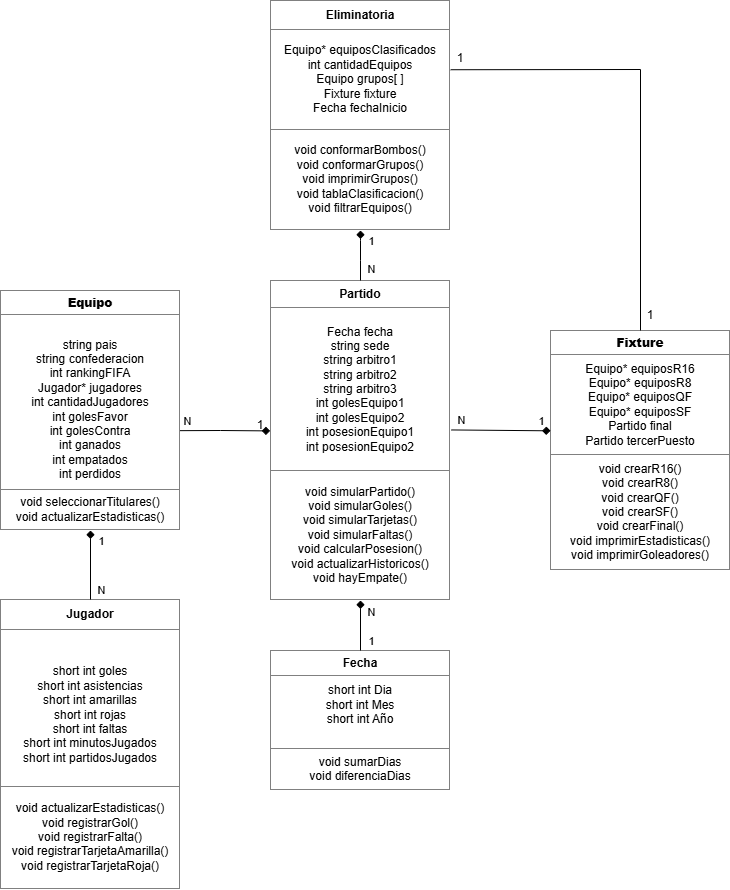 Eliminatoria
Equipo* equiposClasificados
int cantidadEquipos
Equipo grupos[ ]
Fixture fixture
Fecha fechaInicio
void conformarBombos()
void conformarGrupos()
void imprimirGrupos()
void tablaClasificacion()
void filtrarEquipos()
1
1
1
N
Equipo
string pais
string confederacion
int rankingFIFA
Jugador* jugadores
int cantidadJugadores
int golesFavor
int golesContra
int ganados
int empatados
int perdidos
void seleccionarTitulares()
void actualizarEstadisticas()
N
1
Partido
Fecha fecha
string sede
string arbitro1
string arbitro2
string arbitro3
int golesEquipo1
int golesEquipo2
int posesionEquipo1
int posesionEquipo2
void simularPartido()
void simularGoles()
void simularTarjetas()
void simularFaltas()
void calcularPosesion()
void actualizarHistoricos()
void hayEmpate()
N
1
Fixture
Equipo* equiposR16
Equipo* equiposR8
Equipo* equiposQF
Equipo* equiposSF
Partido final
Partido tercerPuesto
void crearR16()
void crearR8()
void crearQF()
void crearSF()
void crearFinal()
void imprimirEstadisticas()
void imprimirGoleadores()
1
N
Jugador
short int goles
short int asistencias
short int amarillas
short int rojas
short int faltas
short int minutosJugados
short int partidosJugados
void actualizarEstadisticas()
void registrarGol()
void registrarFalta()
void registrarTarjetaAmarilla()
void registrarTarjetaRoja()
N
1
Fecha
short int Dia
short int Mes
short int Año
void sumarDias
void diferenciaDias